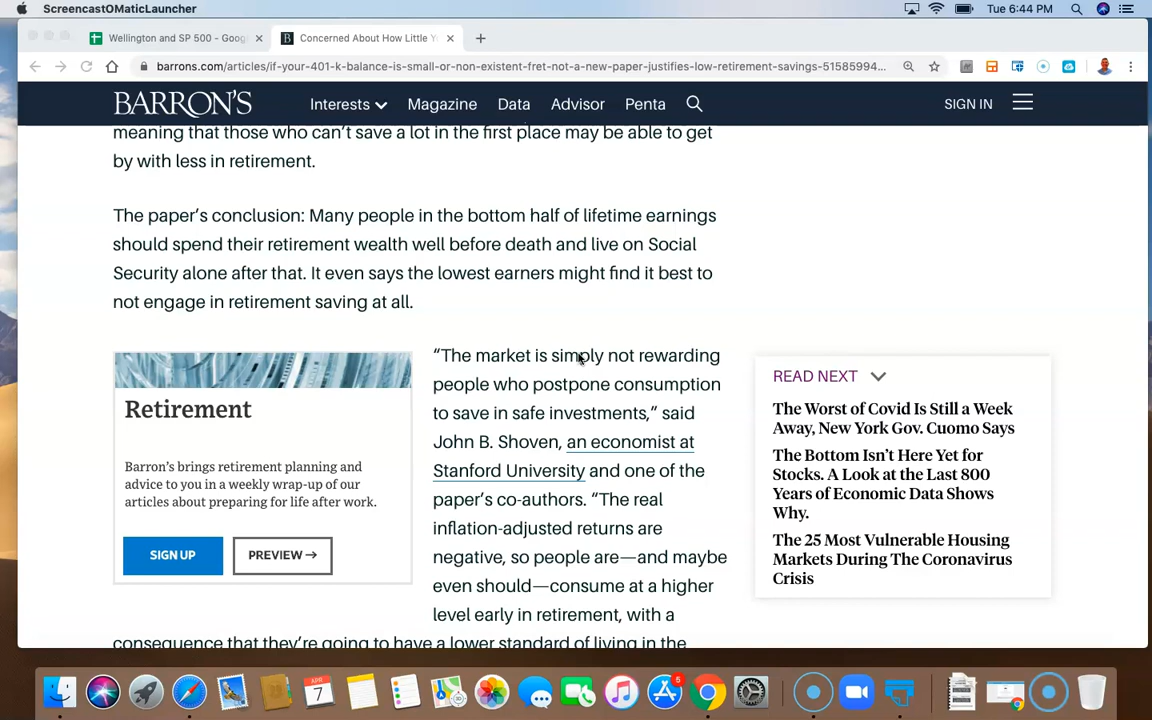 ScreencastOMaticLauncher
Tue 6:44 PM
Wellington and SP 500 - Goog
Concerned About How Little Y
barrons.com/articles/if-your-401-k-balance-is-small-or-non-existent-fret-not-a-new-paper-justifies-low-retirement-savings-51585994...
BARRON'S
Interests
Magazine
Data
Advisor
Penta
SIGN IN
meaning that those who can't save a lot in the first place may be able to get
by with less in retirement.
The paper's conclusion: Many people in the bottom half of lifetime earnings
should spend their retirement wealth well before death and live on Social
Security alone after that. It even says the lowest earners might find it best to
not engage in retirement saving at all.
Retirement
Barron's brings retirement planning and
advice to you in a weekly wrap-up of our
articles about preparing for life after work.
SIGN UP
PREVIEW →
“The market is simply not rewarding
people who postpone consumption
to save in safe investments,” said
John B. Shoven, an economist at
Stanford University and one of the
paper's co-authors. “The real
inflation-adjusted returns are
negative, so people are—and maybe
even should—consume at a higher
level early in retirement, with a
consequence that they're going to have a lower standard of living in the
READ NEXT
The Worst of Covid Is Still a Week
Away, New York Gov. Cuomo Says
The Bottom Isn't Here Yet for
Stocks. A Look at the Last 800
Years of Economic Data Shows
Why.
The 25 Most Vulnerable Housing
Markets During The Coronavirus
Crisis
7
5